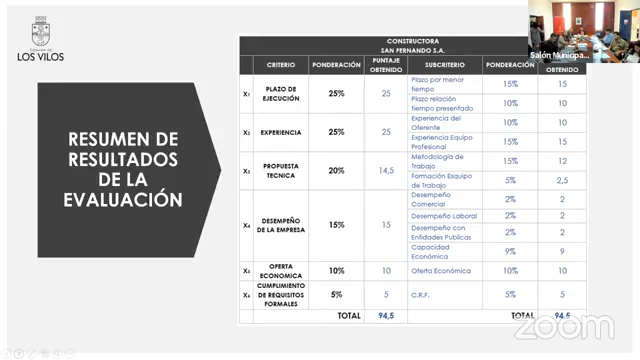 COMUNA DE
LOS VILOS
RESUMEN DE
RESULTADOS
DE LA
EVALUACIÓN
CONSTRUCTORA
SAN FERNANDO S.A.
CRITERIO PONDERACIÓN PUNTAJE OBTENIDO SUBCRITERIO PONDERACIÓN OBTENIDO
X1 PLAZO DE EJECUCIÓN 25% 25 Plazo por menor tiempo 15% 15
Plazo relación tiempo presentado 10% 10
X2 EXPERIENCIA 25% 25 Experiencia del Oferente 10% 10
Experiencia Equipo Profesional 15% 15
X3 PROPUESTA TECNICA 20% 14,5 Metodología de Trabajo 15% 12
Formación Esquipo de Trabajo 5% 2,5
X4 DESEMPEÑO DE LA EMPRESA 15% 15 Desempeño Comercial 2% 2
Desempeño Laboral 2% 2
Desempeño con Entidades Publicas 2% 2
Capacidad Económica 9% 9
OFERTA ECONOMICA 10% 10 Oferta Económica 10% 10
CUMPLIMIENTO DE REQUISITOS FORMALES 5% 5 C.R.F. 5% 5
TOTAL 94,5 TOTAL 94,5
Salón Municipa...
zoom